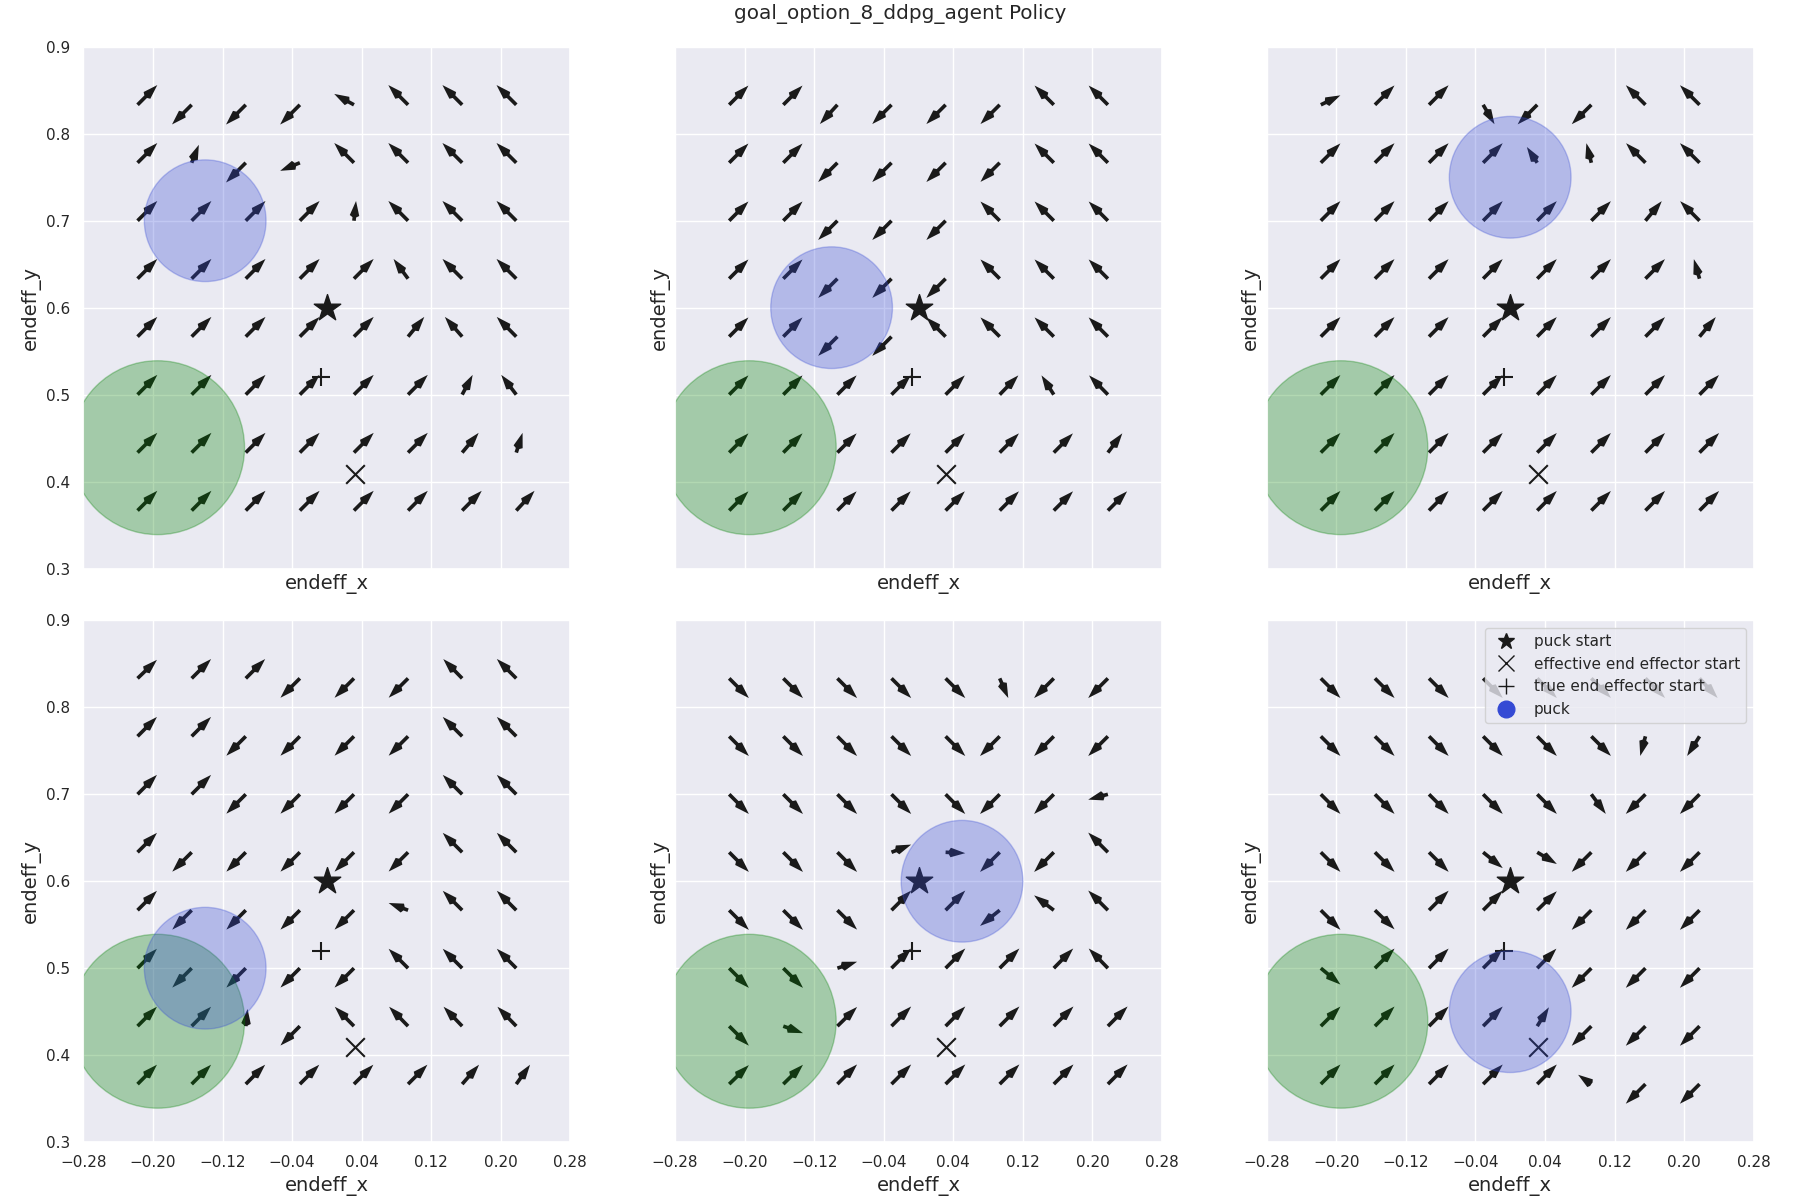 goal_option_8_ddpg_agent Policy
0.9
0.8
0.7
0.6
0.5
0.4
0.3
endeff_y
endeff_x
endeff_y
endeff_x
endeff_y
endeff_x
0.9
0.8
0.7
0.6
0.5
0.4
0.3
endeff_y
−0.28 −0.20 −0.12 −0.04 0.04 0.12 0.20 0.28
endeff_x
endeff_y
−0.28 −0.20 −0.12 −0.04 0.04 0.12 0.20 0.28
endeff_x
puck start
effective end effector start
true end effector start
puck
endeff_y
−0.28 −0.20 −0.12 −0.04 0.04 0.12 0.20 0.28
endeff_x